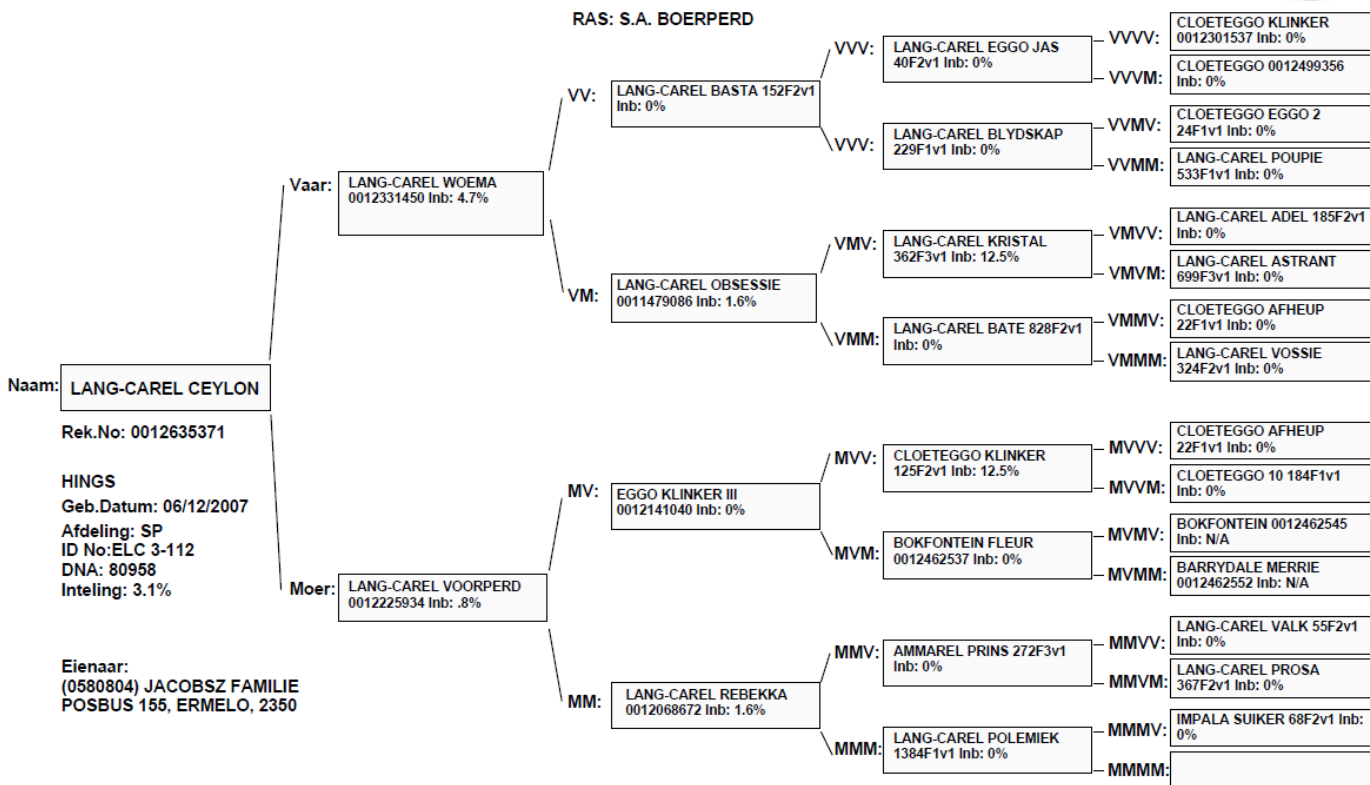 RAS: S.A. BOERPERD
Naam:
LANG-CAREL CEYLON
Rek.No: 0012635371
HINGS
Geb.Datum: 06/12/2007
Afdeling: SP
ID No:ELC 3-112
DNA: 80958
Inteling: 3.1%
Eienaar:
(0580804) JACOBSZ FAMILIE
POSBUS 155, ERMELO, 2350
Vaar:
LANG-CAREL WOEMA
0012331450 Inb: 4.7%
Moer:
LANG-CAREL VOORPERD
0012225934 Inb: .8%
VV:
LANG-CAREL BASTA 152F2v1
Inb: 0%
VM:
LANG-CAREL OBSESSIE
0011479086 Inb: 1.6%
MV:
EGGO KLINKER III
0012141040 Inb: 0%
MM:
LANG-CAREL REBEKKA
0012068672 Inb: 1.6%
VVV:
LANG-CAREL EGGO JAS
40F2v1 Inb: 0%
VVV:
LANG-CAREL BLYDSKAP
229F1v1 Inb: 0%
VMV:
LANG-CAREL KRISTAL
362F3v1 Inb: 12.5%
VMM:
LANG-CAREL BATE 828F2v1
Inb: 0%
MVV:
CLOETEGGO KLINKER
125F2v1 Inb: 12.5%
MVM:
BOKFONTEIN FLEUR
0012462537 Inb: 0%
MMV:
AMMAREL PRINS 272F3v1
Inb: 0%
MMM:
LANG-CAREL POLEMIEK
1384F1v1 Inb: 0%
VVVV:
CLOETEGGO KLINKER
0012301537 Inb: 0%
VVVM:
CLOETEGGO 0012499356
Inb: 0%
VVMV:
CLOETEGGO EGGO 2
24F1v1 Inb: 0%
VVMM:
LANG-CAREL POUPIE
533F1v1 Inb: 0%
VMVV:
LANG-CAREL ADEL 185F2v1
Inb: 0%
VMVM:
LANG-CAREL ASTRANT
699F3v1 Inb: 0%
VMMV:
CLOETEGGO AFHEUP
22F1v1 Inb: 0%
VMMM:
LANG-CAREL VOSSIE
324F2v1 Inb: 0%
MVVV:
CLOETEGGO AFHEUP
22F1v1 Inb: 0%
MVVM:
CLOETEGGO 10 184F1v1
Inb: 0%
MVMV:
BOKFONTEIN 0012462545
Inb: N/A
MVMM:
BARRYDALE MERRIE
0012462552 Inb: N/A
MMVV:
LANG-CAREL VALK 55F2v1
Inb: 0%
MMVM:
LANG-CAREL PROSA
367F2v1 Inb: 0%
MMMV:
IMPALA SUIKER 68F2v1 Inb:
0%
MMMM: